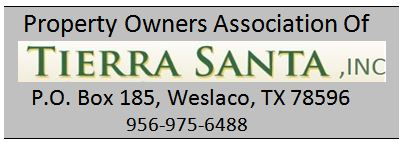 Property Owners Association Of
TIERRA SANTA ,INC
P.O. Box 185, Weslaco, TX 78596
956-975-6488